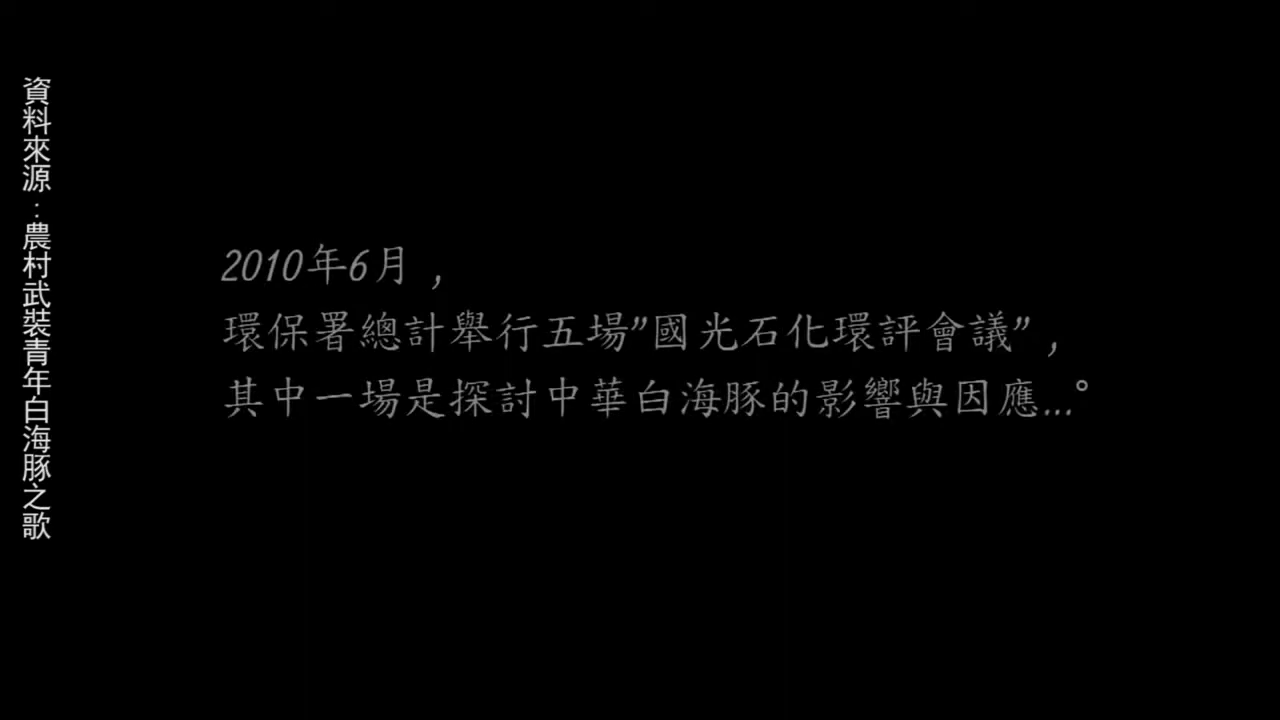 資料來源：農村武裝青年白海豚之歌
2010年6月，
環保署總計舉行五場”國光石化環評會議”，
其中一場是探討中華白海豚的影響與因應...。